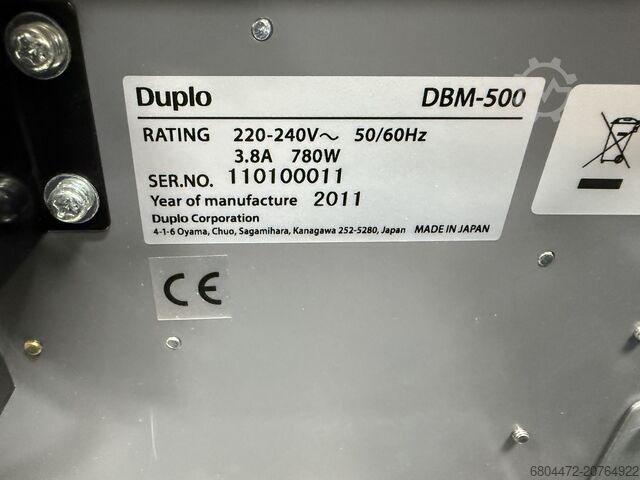 Duplo DBM-500
RATING 220-240V～ 50/60Hz
3.8A 780W
SER.NO. 110100011
Year of manufacture 2011
Duplo Corporation
4-1-6 Oyama, Chuo, Sagamihara, Kanagawa 252-5280, Japan MADE IN JAPAN
CE
6804472-20764922